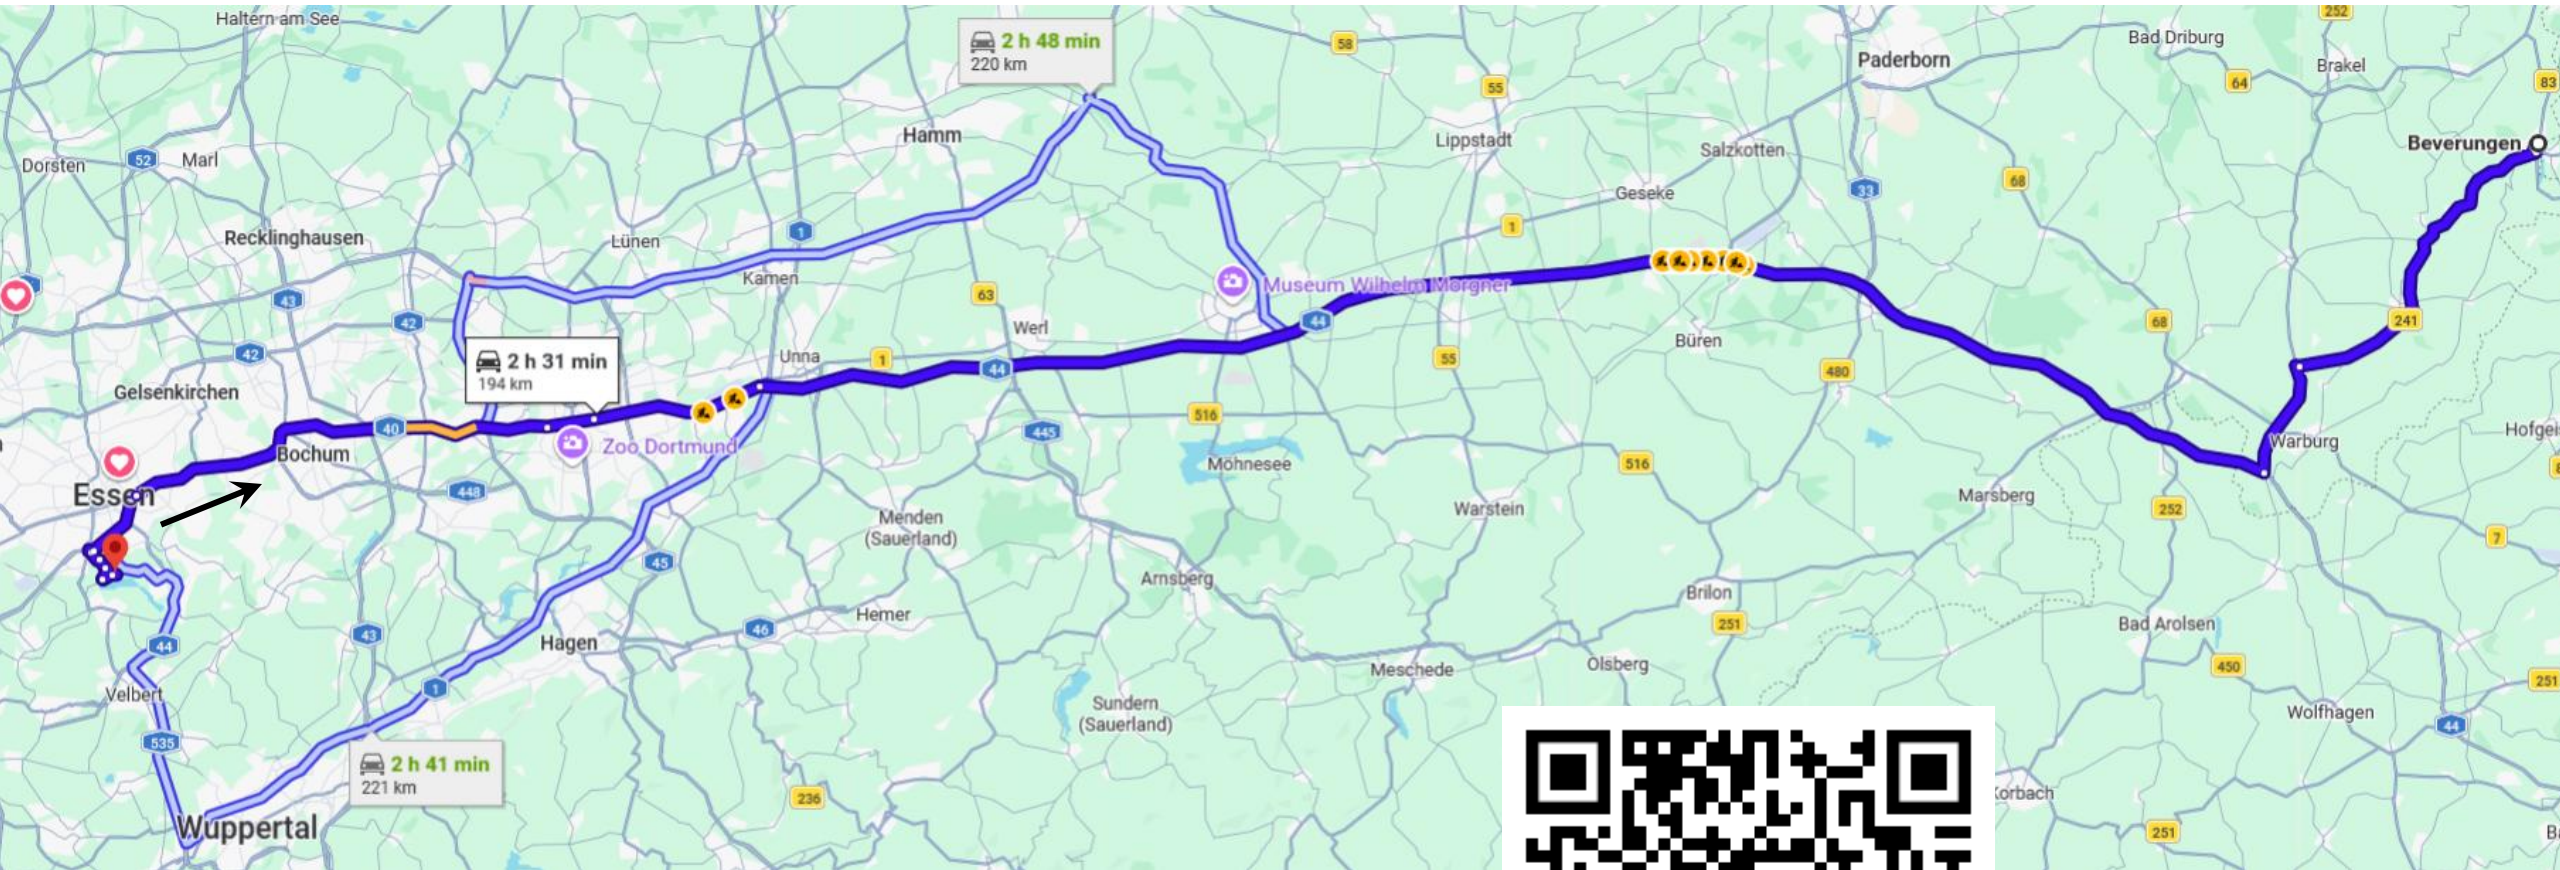 Haltern am See
252
2 h 48 min
220 km
58
Bad Driburg
Paderborn
Brakel
64
83
55
Hamm
Lippstadt
Beverungen
Salzkotten
Dorsten
52
Marl
68
33
Geseke
1
1
Recklinghausen
Lünen
Kamen
Museum Wilhelm Morgner
43
63
42
44
241
68
Werl
Büren
42
2 h 31 min
194 km
Unna
1
44
55
480
Gelsenkirchen
516
40
445
Zoo Dortmund
Warburg
Bochum
Möhnesee
516
448
Essen
Marsberg
Warstein
252
Menden
(Sauerland)
7
45
Arnsberg
Brilon
Hemer
46
251
Bad Arolsen
43
44
Hagen
Meschede
Olsberg
450
251
1
Velbert
Sundern
(Sauerland)
Wolfhagen
44
535
2 h 41 min
221 km
236
Wuppertal
251